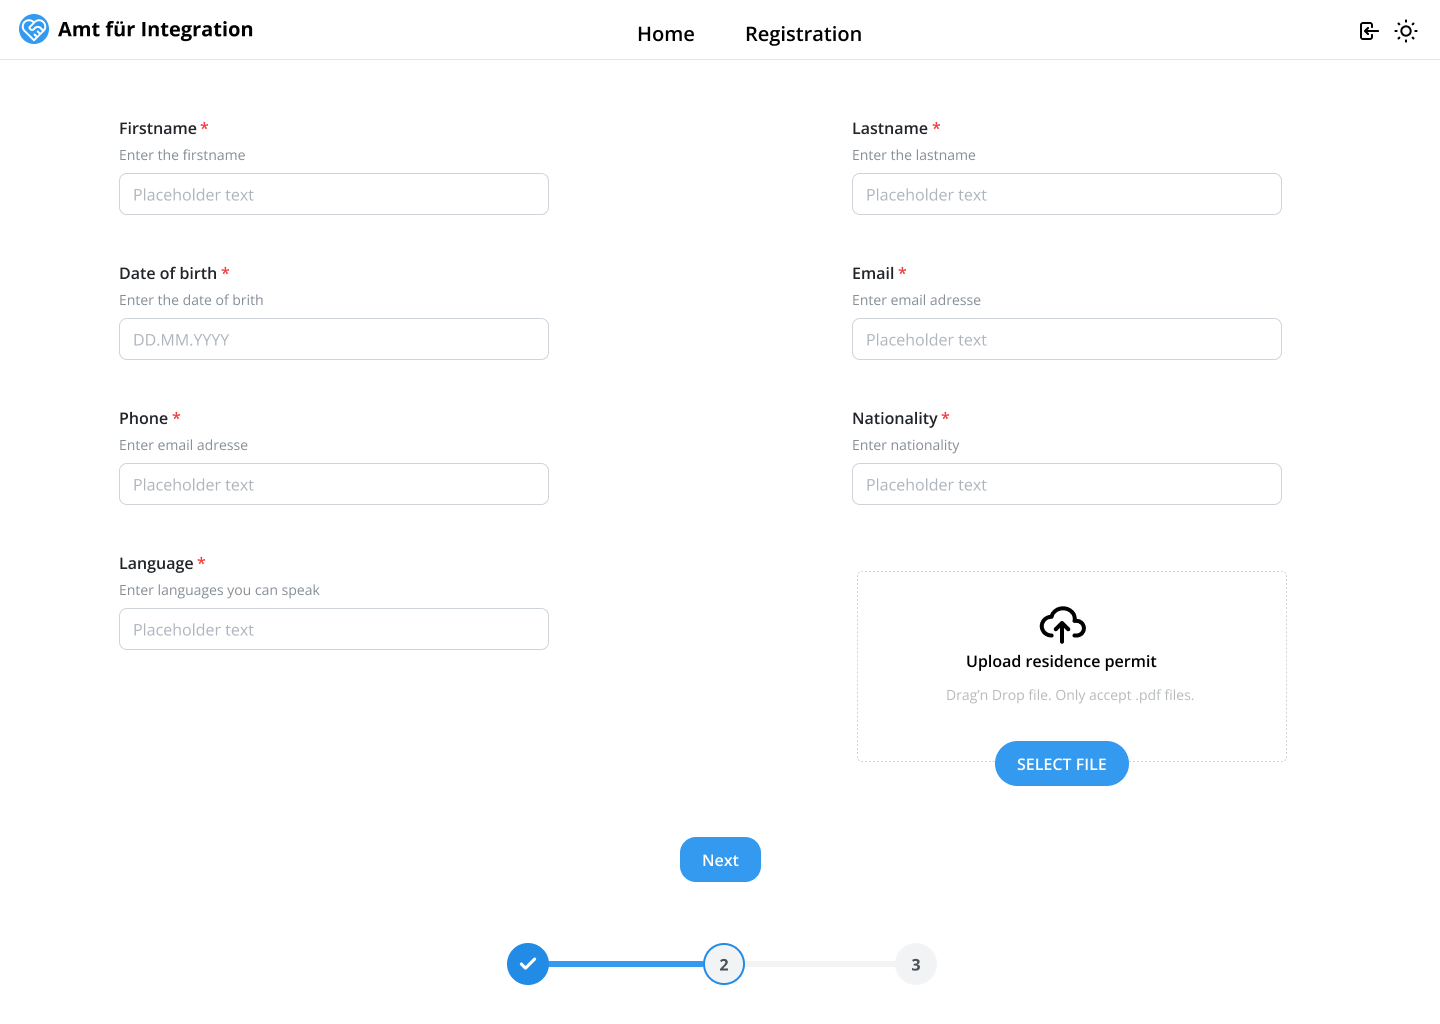 Amt für Integration
Home
Registration
Firstname *
Enter the firstname
Placeholder text
Lastname *
Enter the lastname
Placeholder text
Date of birth *
Enter the date of brith
DD.MM.YYYY
Email *
Enter email adresse
Placeholder text
Phone *
Enter email adresse
Placeholder text
Nationality *
Enter nationality
Placeholder text
Language *
Enter languages you can speak
Placeholder text
Upload residence permit
Drag'n Drop file. Only accept .pdf files.
SELECT FILE
Next
2
3